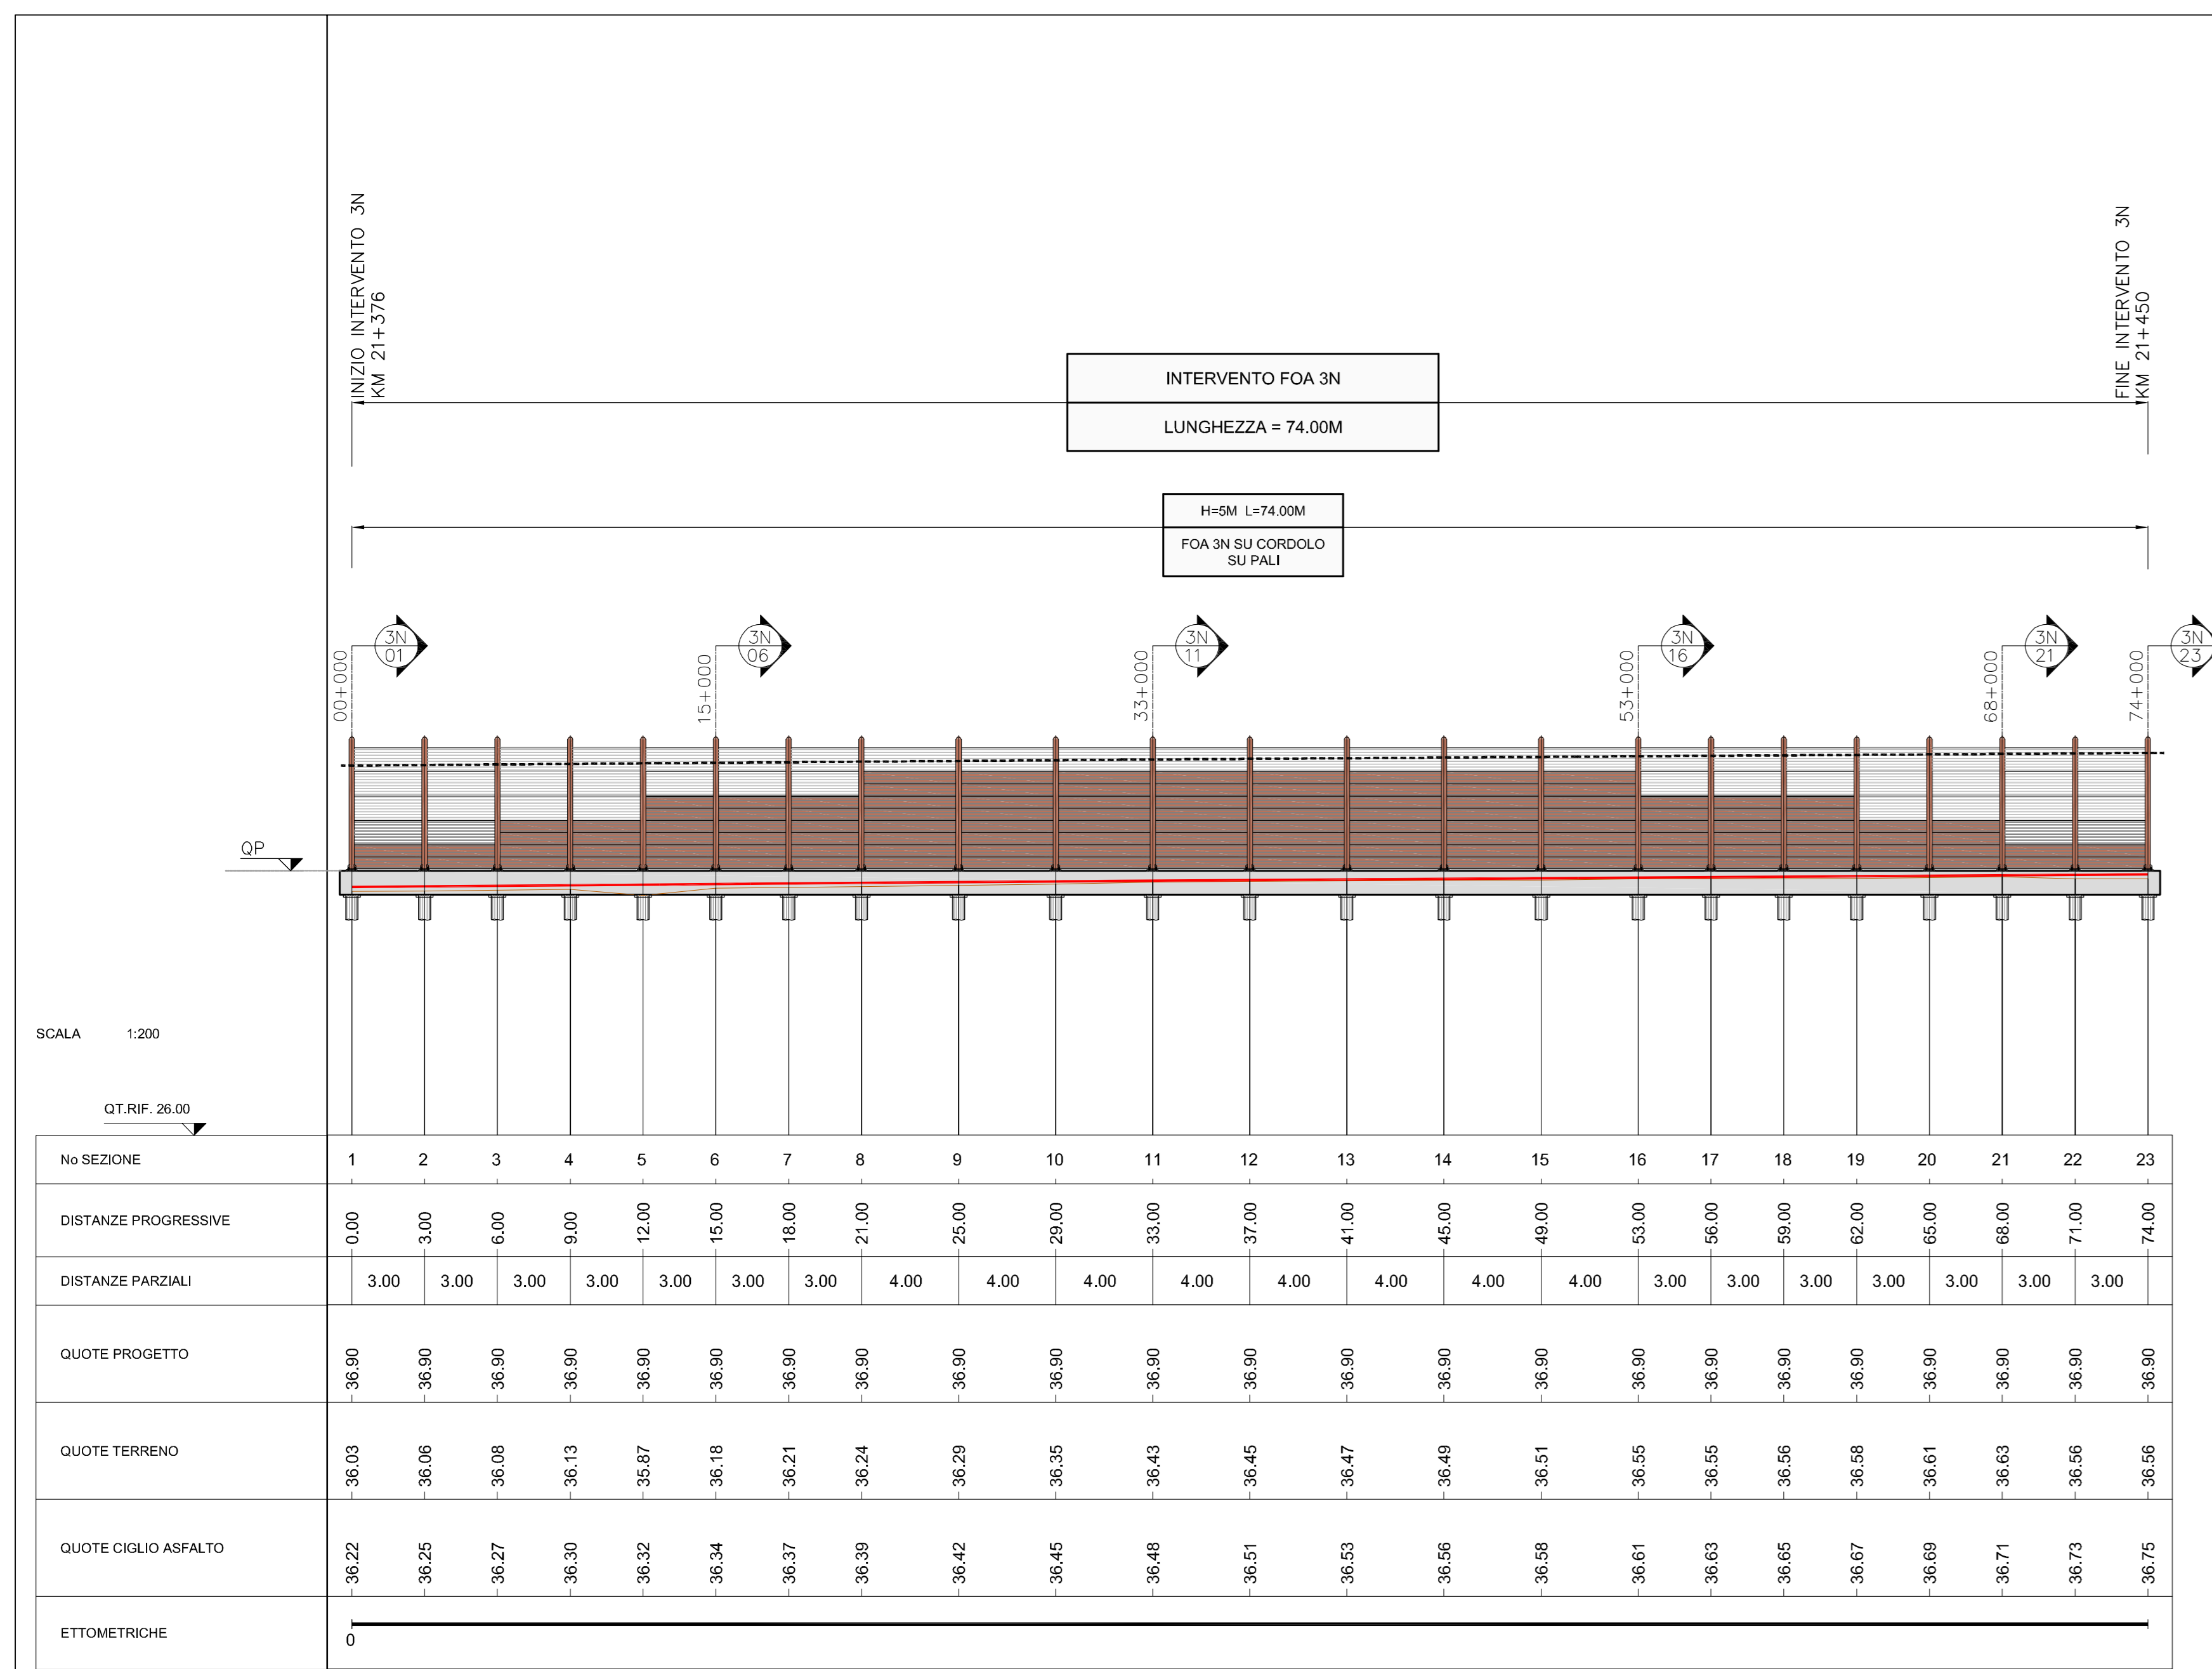 INIZIO INTERVENTO 3N
KM 21+376
FINE INTERVENTO 3N
KM 21+450
INTERVENTO FOA 3N
LUNGHEZZA = 74.00M
H=5M L=74.00M
FOA 3N SU CORDOLO
SU PALI
00+000
3N
01
15+000
3N
06
33+000
3N
11
53+000
3N
16
68+000
3N
21
74+000
3N
23
QP
SCALA 1:200
QT.RIF. 26.00
No SEZIONE 1 2 3 4 5 6 7 8 9 10 11 12 13 14 15 16 17 18 19 20 21 22 23
DISTANZE PROGRESSIVE 0.00 3.00 6.00 9.00 12.00 15.00 18.00 21.00 25.00 29.00 33.00 37.00 41.00 45.00 49.00 53.00 56.00 59.00 62.00 65.00 68.00 71.00 74.00
DISTANZE PARZIALI 3.00 3.00 3.00 3.00 3.00 3.00 3.00 4.00 4.00 4.00 4.00 4.00 4.00 4.00 4.00 3.00 3.00 3.00 3.00 3.00 3.00 3.00
QUOTE PROGETTO 36.90 36.90 36.90 36.90 36.90 36.90 36.90 36.90 36.90 36.90 36.90 36.90 36.90 36.90 36.90 36.90 36.90 36.90 36.90 36.90 36.90 36.90 36.90
QUOTE TERRENO 36.03 36.06 36.08 36.13 35.87 36.18 36.21 36.24 36.29 36.35 36.43 36.45 36.47 36.49 36.51 36.55 36.55 36.56 36.58 36.61 36.63 36.56 36.56
QUOTE CIGLIO ASFALTO 36.22 36.25 36.27 36.30 36.32 36.34 36.37 36.39 36.42 36.45 36.48 36.51 36.53 36.56 36.58 36.61 36.63 36.65 36.67 36.69 36.71 36.73 36.75
ETTOMETRICHE 0